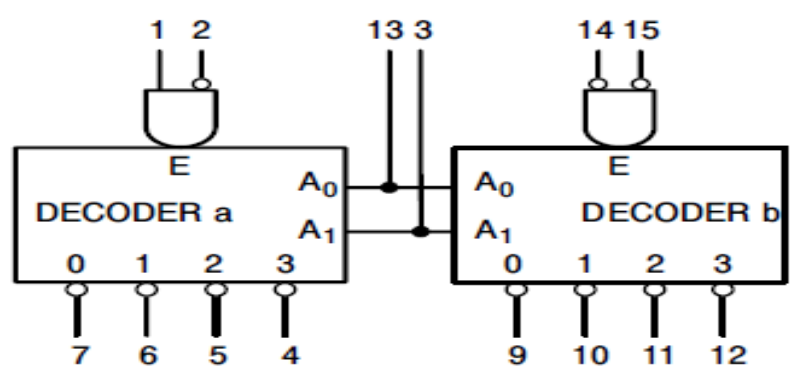 1 2 13 3 14 15
E E
A0 A0
DECODER a DECODER b
A1 A1
0 1 2 3 0 1 2 3
7 6 5 4 9 10 11 12